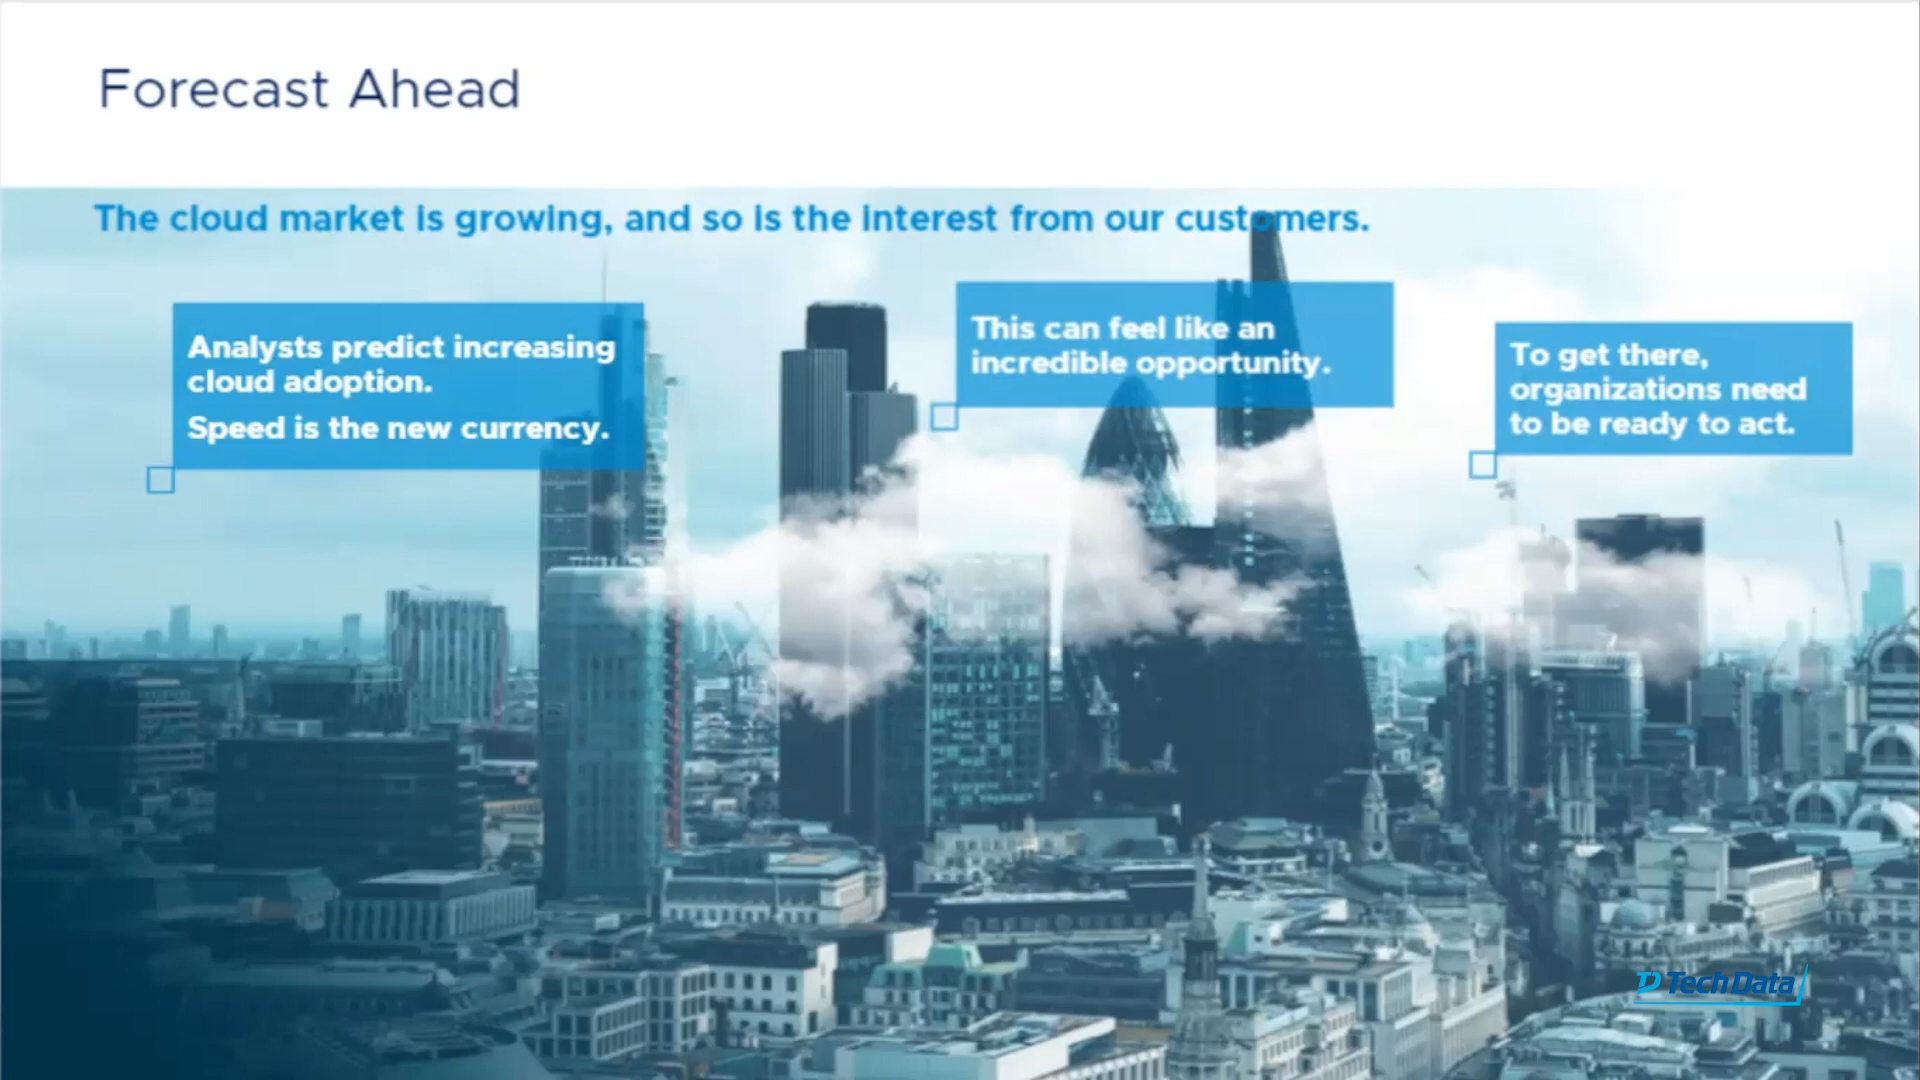 Forecast Ahead
The cloud market is growing, and so is the interest from our customers.
Analysts predict increasing
cloud adoption.
Speed is the new currency.
This can feel like an
incredible opportunity.
To get there,
organizations need
to be ready to act.
TD Tech Data